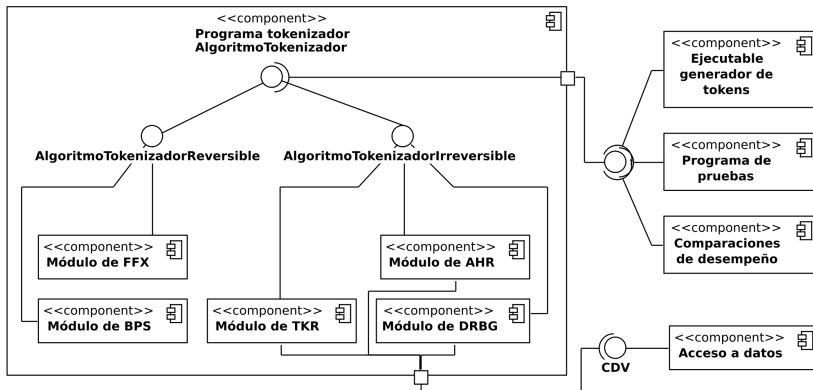 <<component>>
Programa tokenizador
AlgoritmoTokenizador
AlgoritmoTokenizadorReversible
AlgoritmoTokenizadorIrreversible
<<component>>
Módulo de FFX
<<component>>
Módulo de AHR
<<component>>
Módulo de BPS
<<component>>
Módulo de TKR
<<component>>
Módulo de DRBG
<<component>>
Ejecutable
generador de
tokens
<<component>>
Programa de
pruebas
<<component>>
Comparaciones
de desempeño
CDV
<<component>>
Acceso a datos